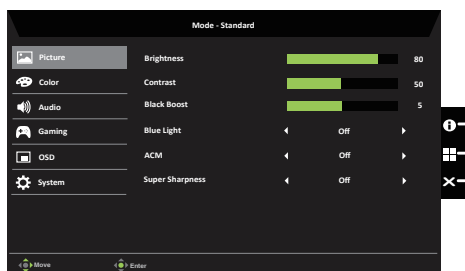 Mode - Standard
Picture
Brightness 80
Color
Contrast 50
Audio
Black Boost 5
Gaming
Blue Light Off
OSD
ACM Off
System
Super Sharpness Off
Move
Enter